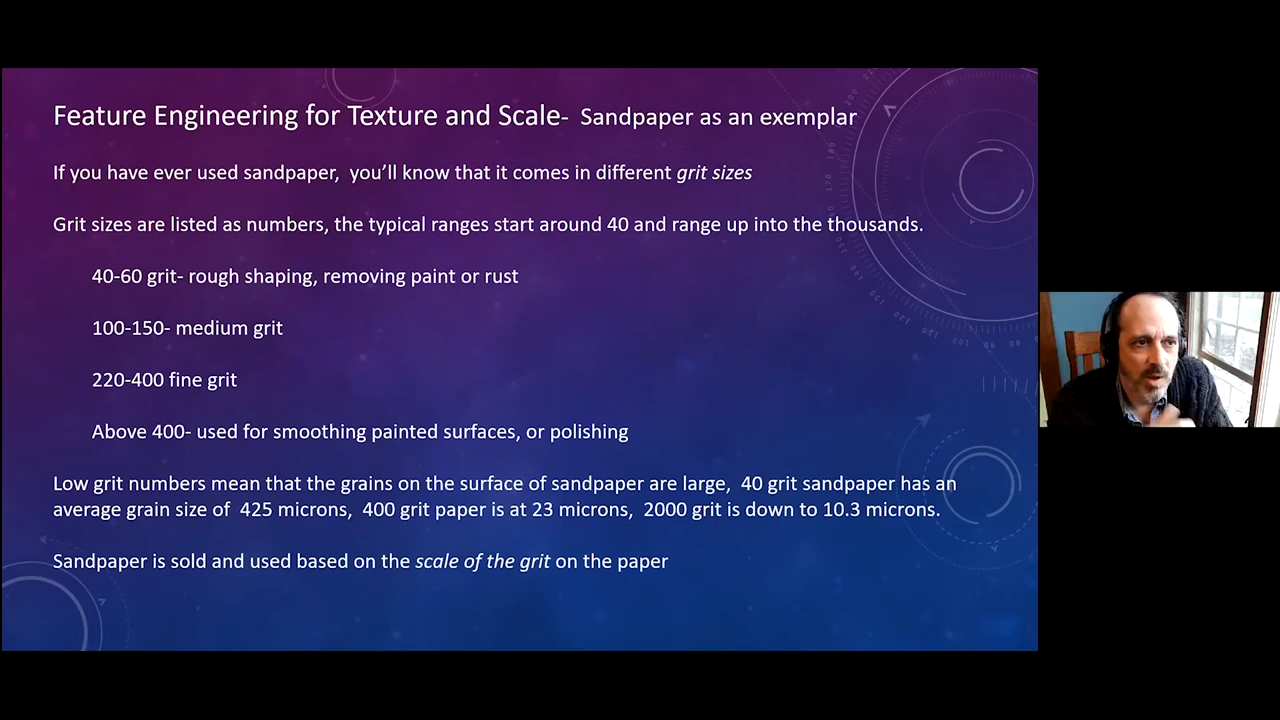 Feature Engineering for Texture and Scale- Sandpaper as an exemplar
If you have ever used sandpaper, you’ll know that it comes in different grit sizes
Grit sizes are listed as numbers, the typical ranges start around 40 and range up into the thousands.
40-60 grit- rough shaping, removing paint or rust
100-150- medium grit
220-400 fine grit
Above 400- used for smoothing painted surfaces, or polishing
Low grit numbers mean that the grains on the surface of sandpaper are large, 40 grit sandpaper has an
average grain size of 425 microns, 400 grit paper is at 23 microns, 2000 grit is down to 10.3 microns.
Sandpaper is sold and used based on the scale of the grit on the paper